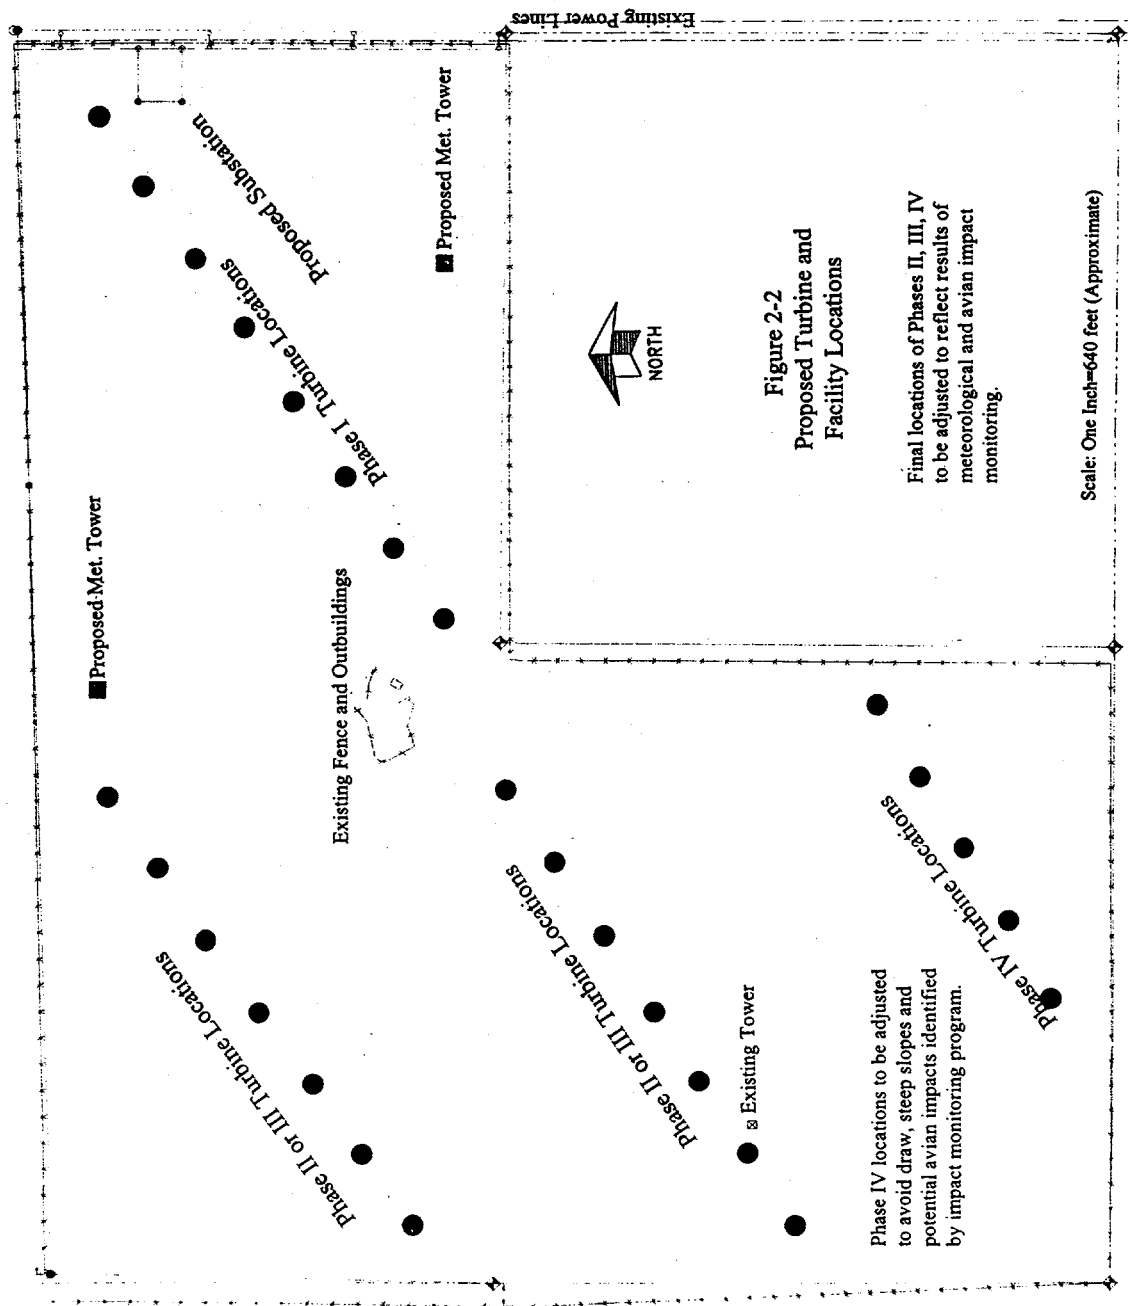 Existing Power Lines
Proposed Substation
Proposed Met. Tower
Phase I Turbine Locations
Proposed Met. Tower
Existing Fence and Outbuildings
NORTH
Figure 2-2
Proposed Turbine and
Facility Locations
Final locations of Phases II, III, IV
to be adjusted to reflect results of
meteorological and avian impact
monitoring.
Scale: One Inch=640 feet (Approximate)
Phase II or III Turbine Locations
Phase II or III Turbine Locations
Existing Tower
Phase IV Turbine Locations
Phase IV locations to be adjusted
to avoid draw, steep slopes and
potential avian impacts identified
by impact monitoring program.